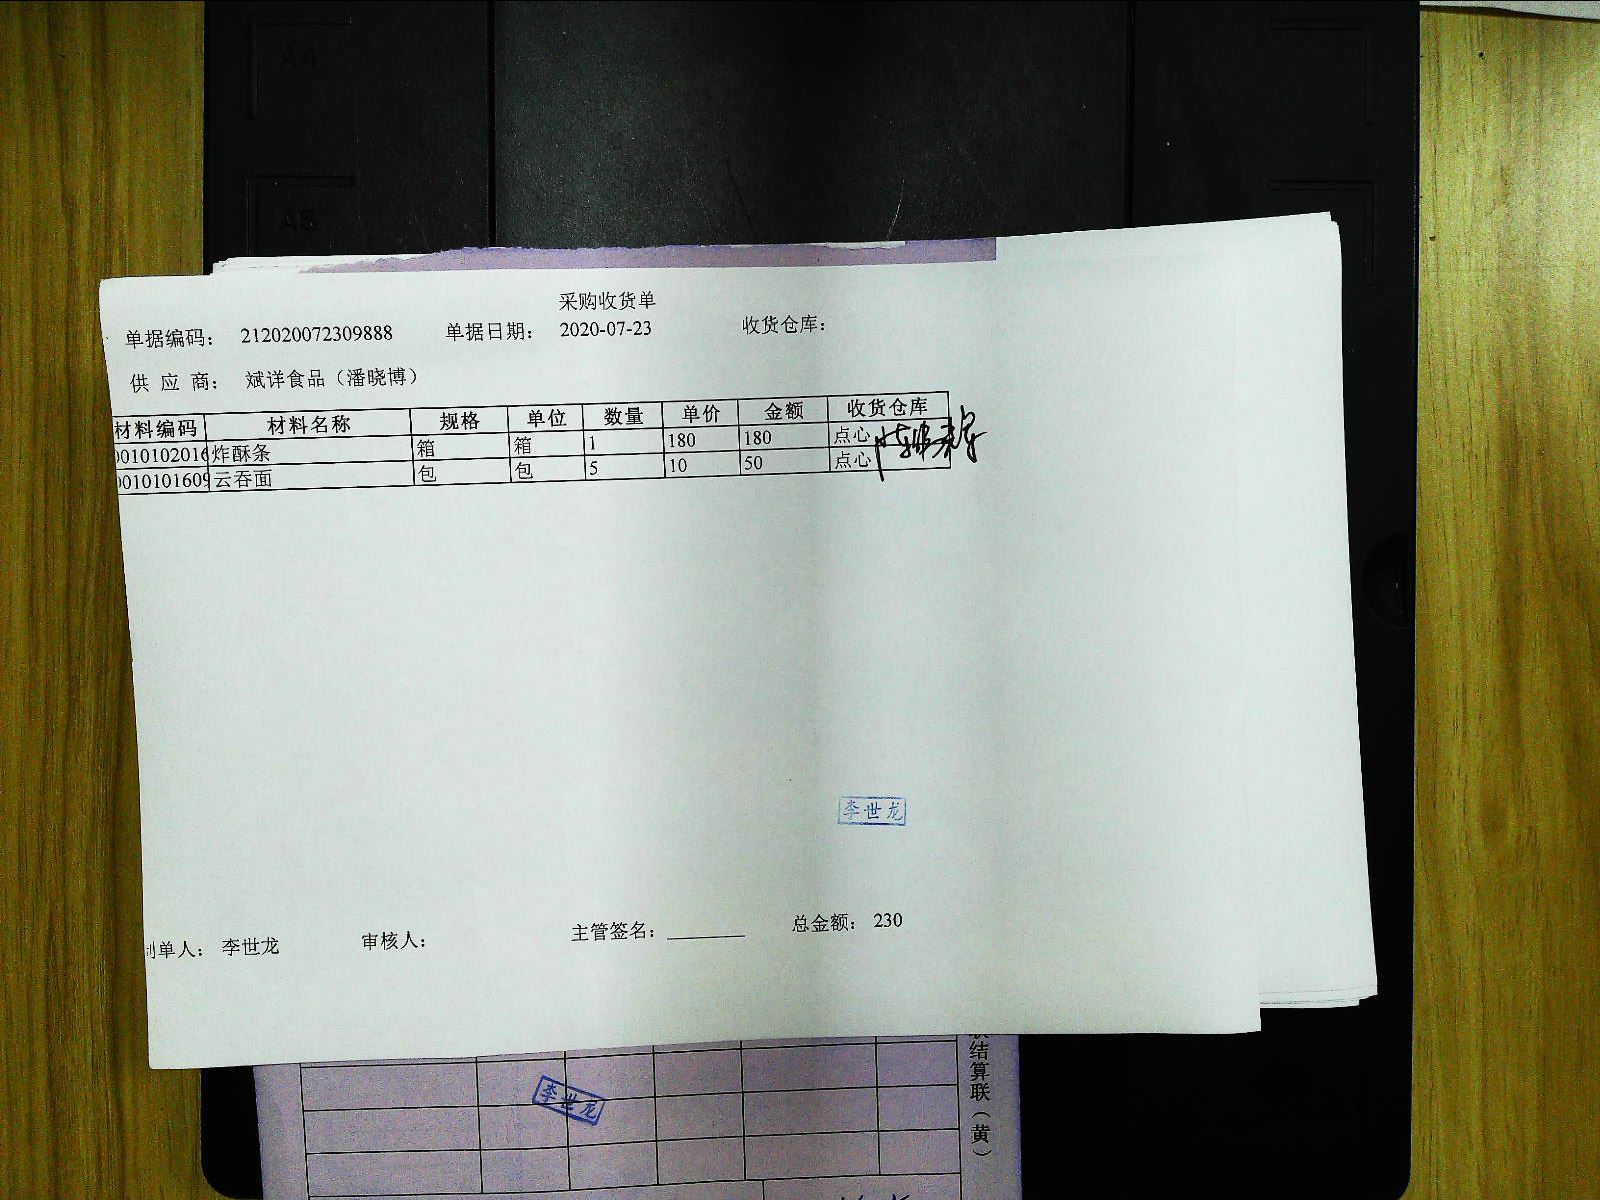 采购收货单
单据编码： 212020072309888 单据日期： 2020-07-23 收货仓库：
供 应 商： 斌洋食品（潘晓博）
材料编码 材料名称 规格 单位 数量 单价 金额 收货仓库
0010102016 炸酥条 箱 箱 1 180 180 点心
0010101609 云吞面 包 包 5 10 50 点心
李世龙
制单人： 李世龙 审核人： 主管签名： 总金额： 230
结算联（黄）
李世龙